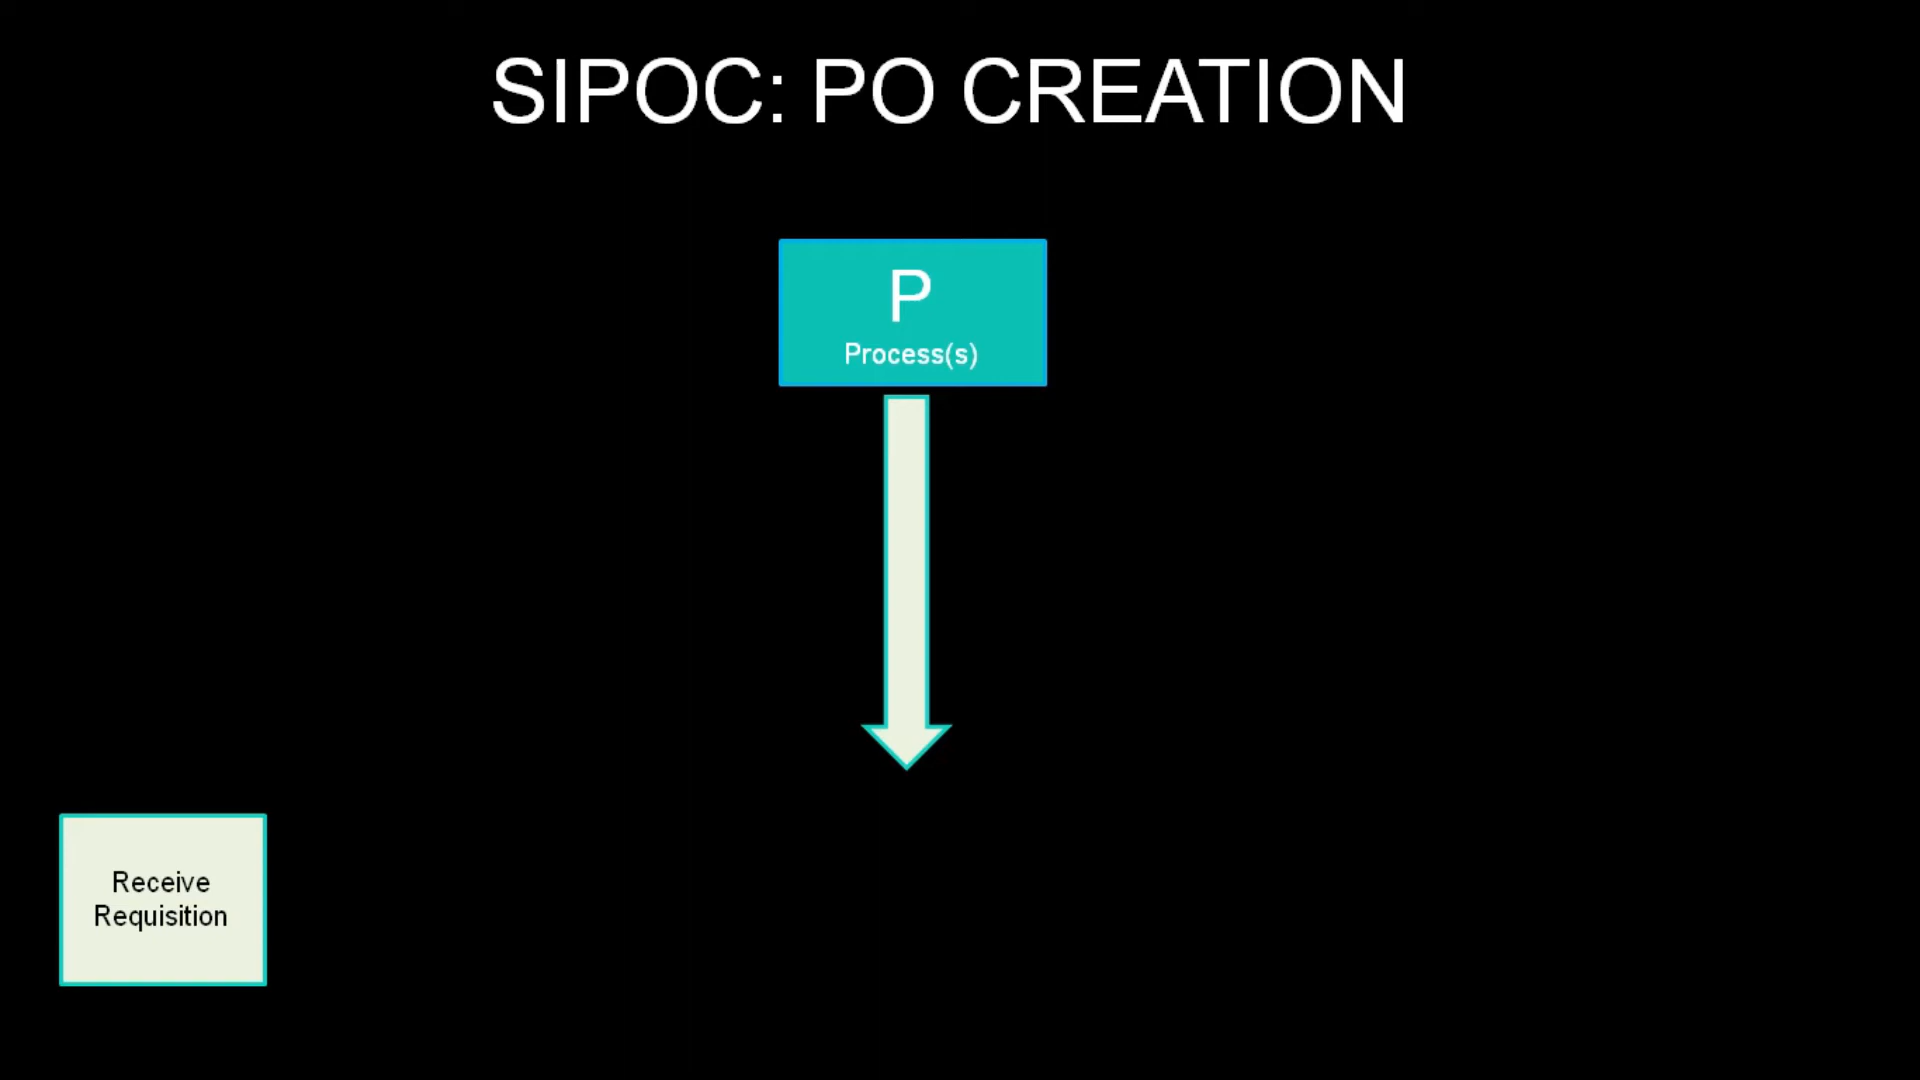 SIPOC: PO CREATION
P
Process(s)
Receive
Requisition